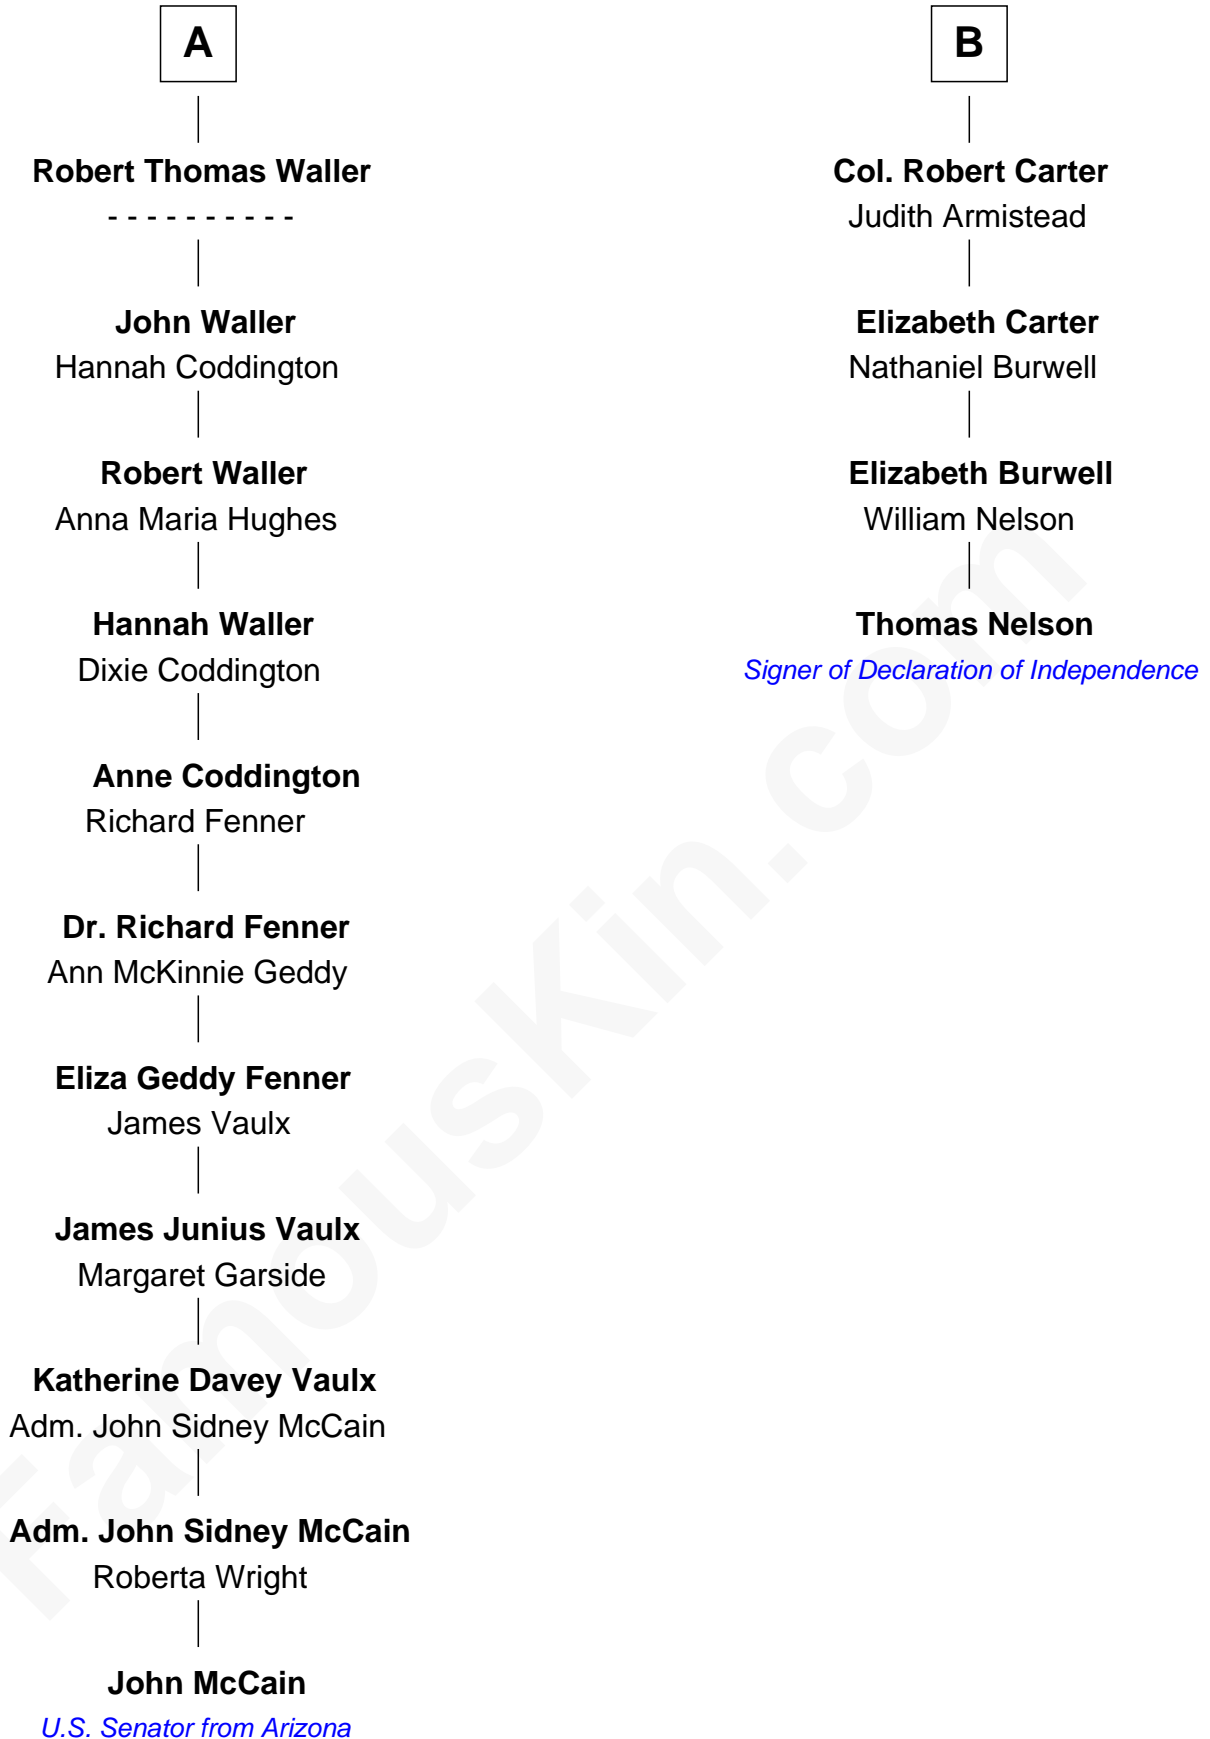 A
Robert Thomas Waller
- - - - - - - - - -
John Waller
Hannah Coddington
Robert Waller
Anna Maria Hughes
Hannah Waller
Dixie Coddington
Anne Coddington
Richard Fenner
Dr. Richard Fenner
Ann McKinnie Geddy
Eliza Geddy Fenner
James Vaulx
James Junius Vaulx
Margaret Garside
Katherine Davey Vaulx
Adm. John Sidney McCain
Adm. John Sidney McCain
Roberta Wright
John McCain
U.S. Senator from Arizona
B
Col. Robert Carter
Judith Armistead
Elizabeth Carter
Nathaniel Burwell
Elizabeth Burwell
William Nelson
Thomas Nelson
Signer of Declaration of Independence
FamousKin.com